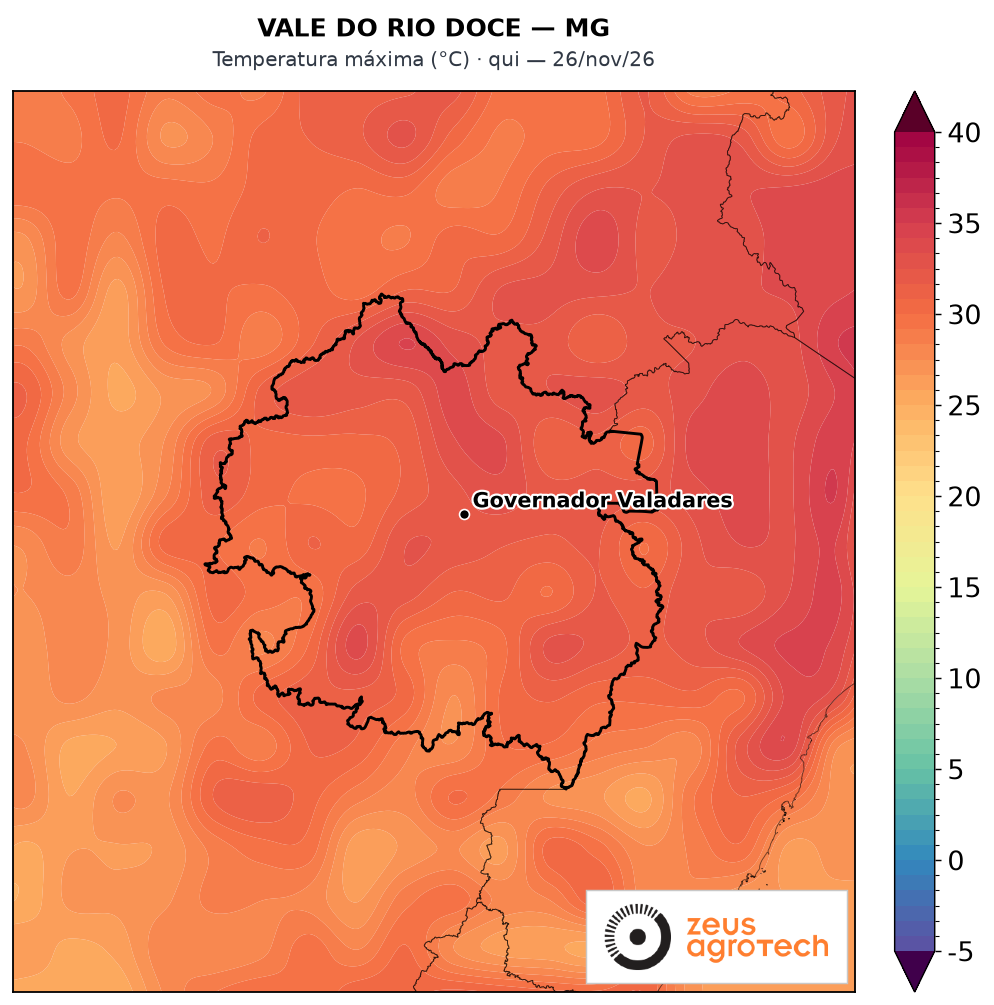 VALE DO RIO DOCE — MG
Temperatura máxima (°C) · qui — 26/nov/26
Governador Valadares
40
35
30
25
20
15
10
5
0
-5
zeus
agrotech